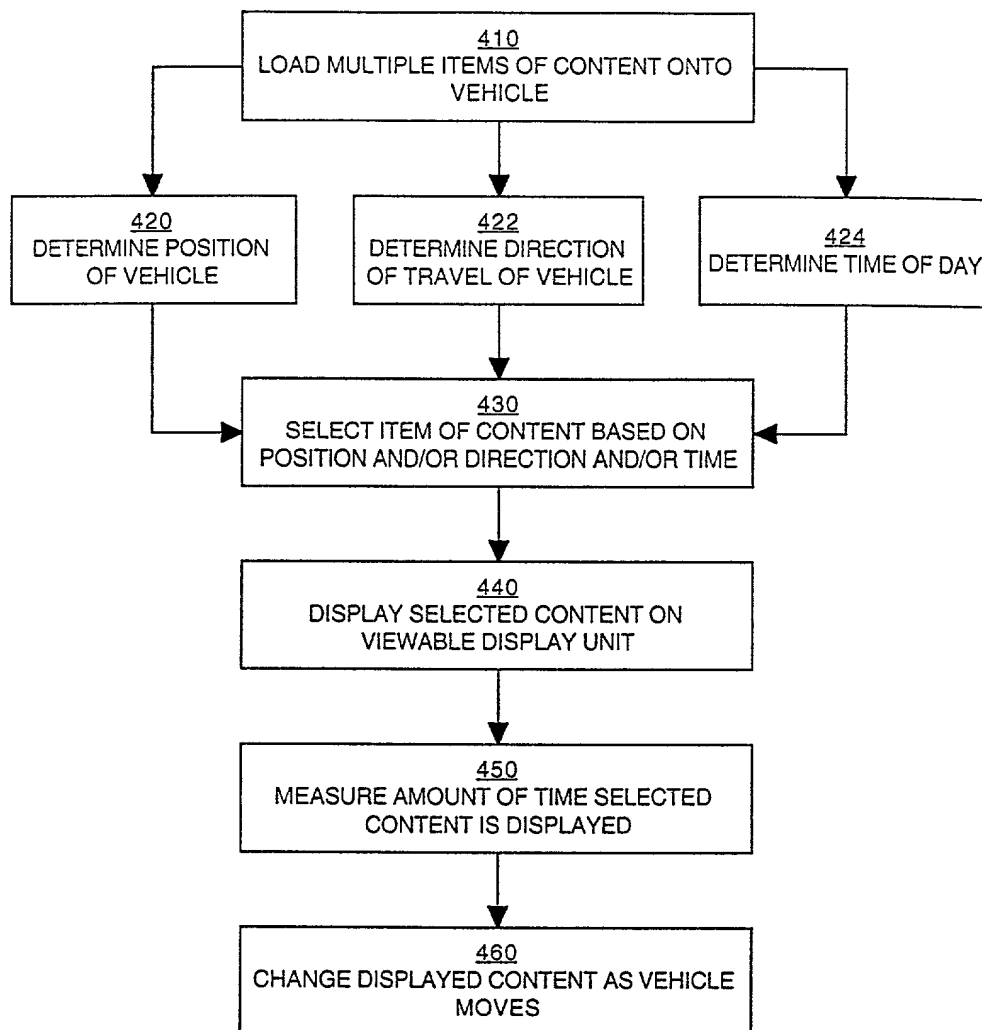 410
LOAD MULTIPLE ITEMS OF CONTENT ONTO
VEHICLE
420
DETERMINE POSITION
OF VEHICLE
422
DETERMINE DIRECTION
OF TRAVEL OF VEHICLE
424
DETERMINE TIME OF DAY
430
SELECT ITEM OF CONTENT BASED ON
POSITION AND/OR DIRECTION AND/OR TIME
440
DISPLAY SELECTED CONTENT ON
VIEWABLE DISPLAY UNIT
450
MEASURE AMOUNT OF TIME SELECTED
CONTENT IS DISPLAYED
460
CHANGE DISPLAYED CONTENT AS VEHICLE
MOVES